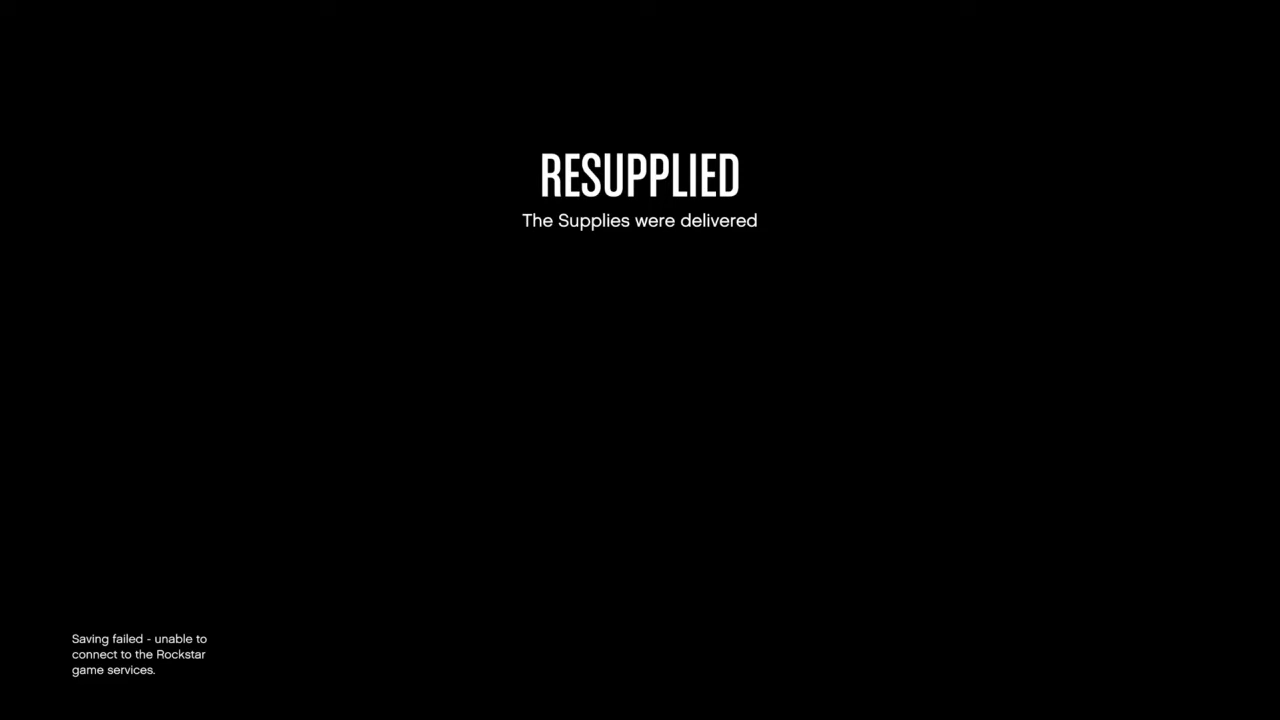 RESUPPLIED
The Supplies were delivered
Saving failed - unable to
connect to the Rockstar
game services.